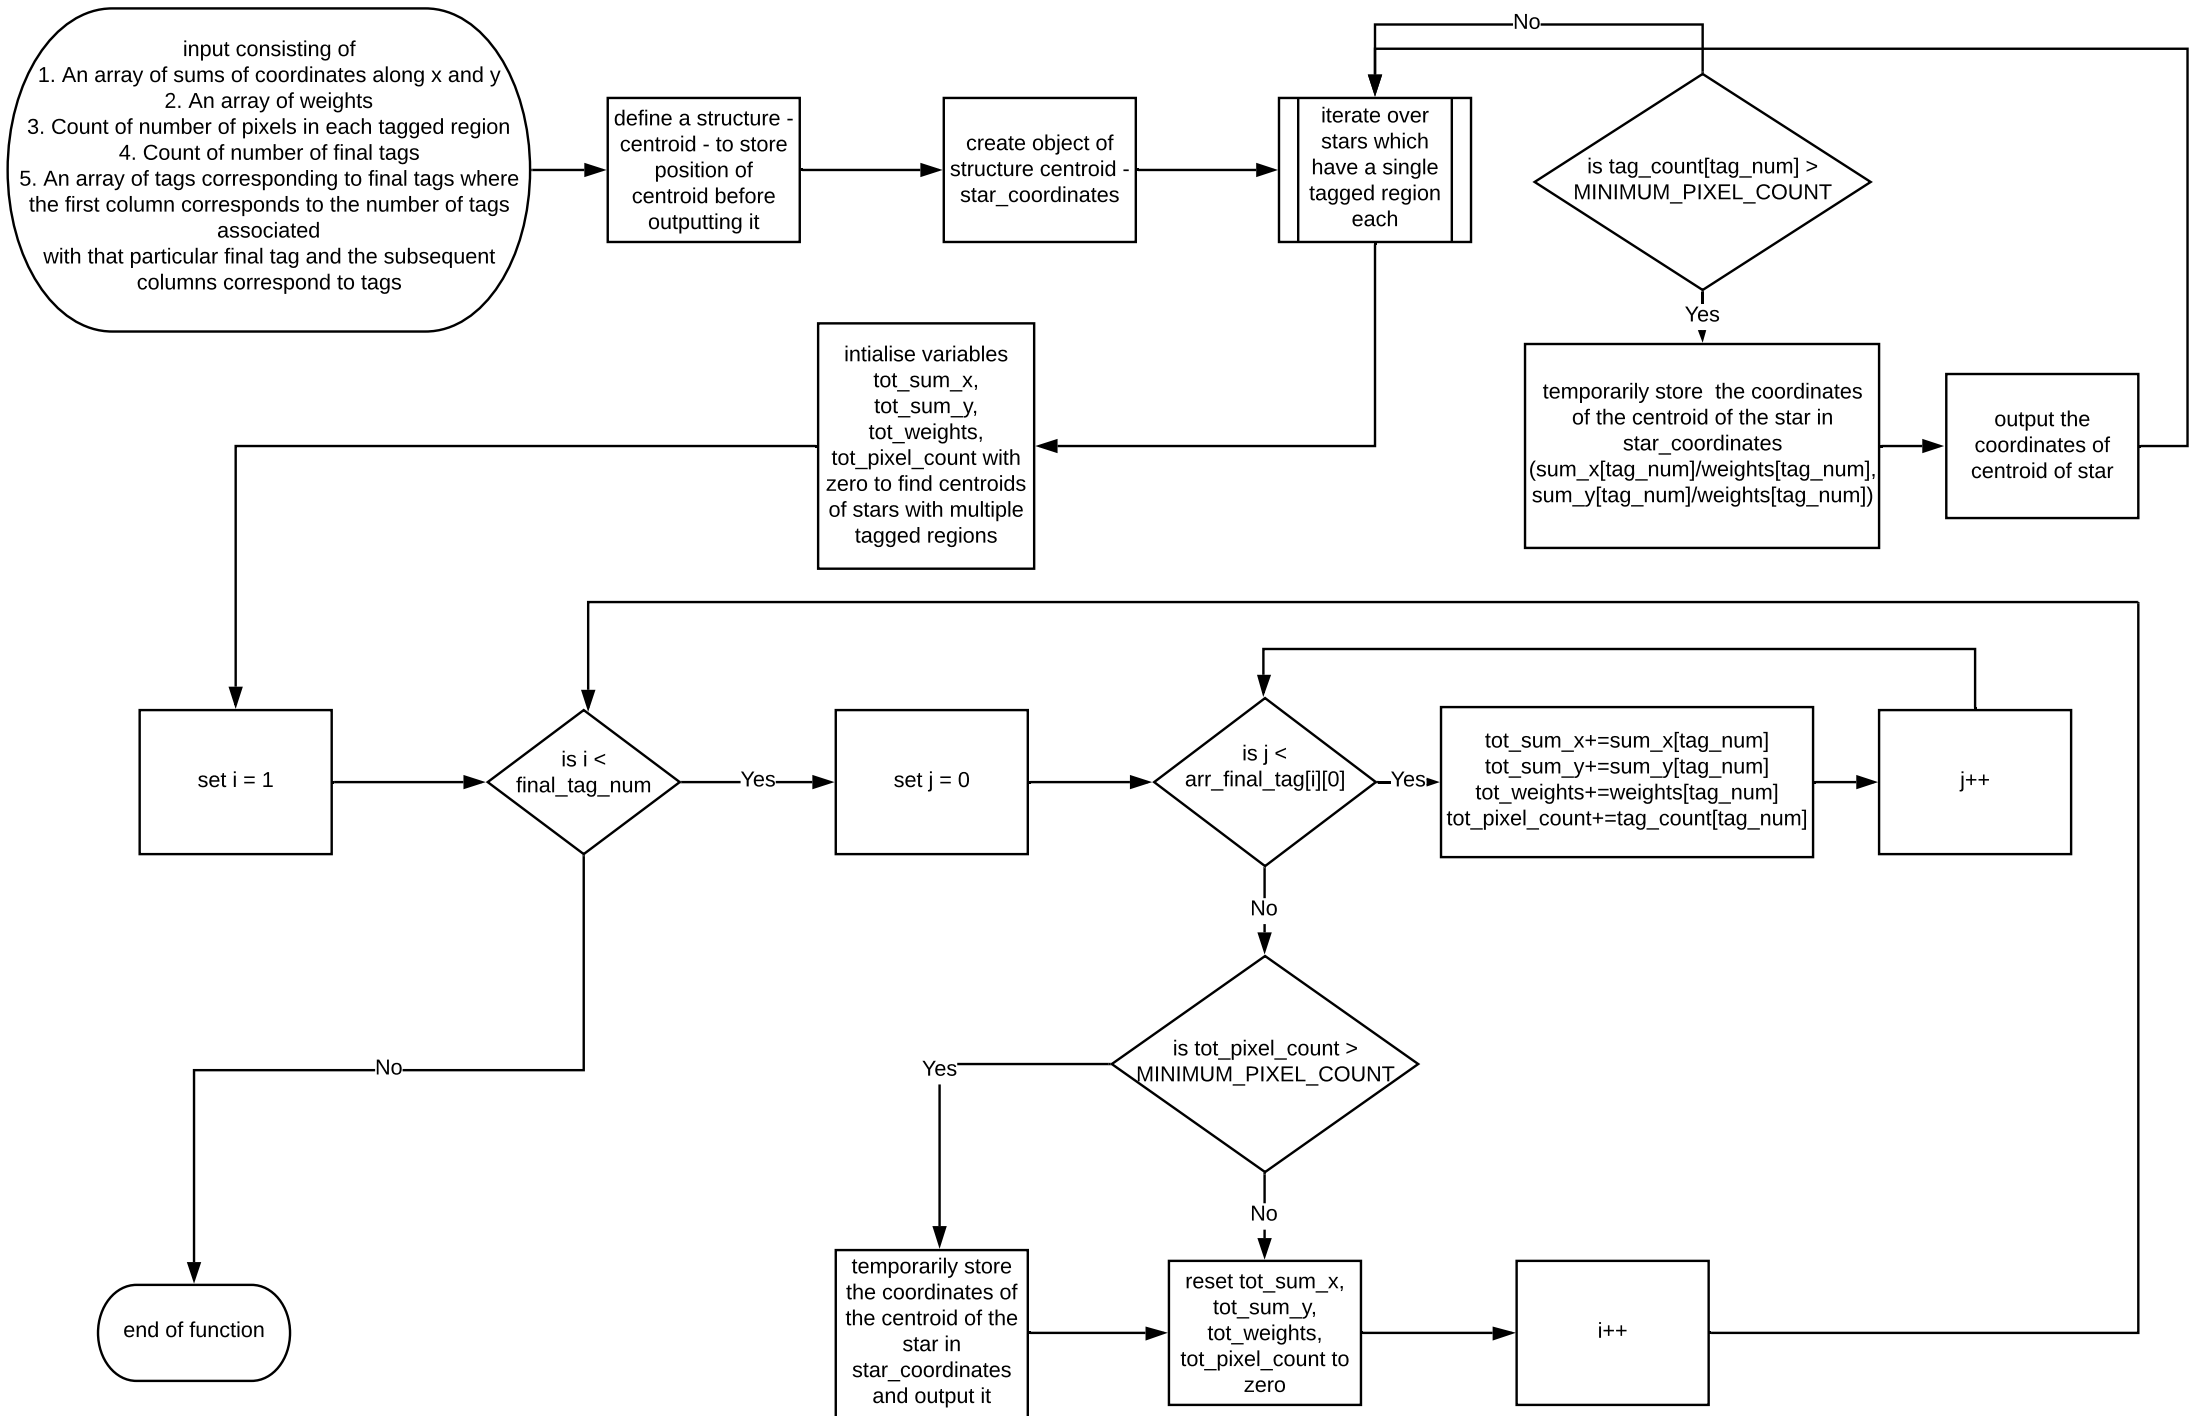 input consisting of
1. An array of sums of coordinates along x and y
2. An array of weights
3. Count of number of pixels in each tagged region
4. Count of number of final tags
5. An array of tags corresponding to final tags where
the first column corresponds to the number of tags
associated
with that particular final tag and the subsequent
columns correspond to tags
define a structure -
centroid - to store
position of
centroid before
outputting it
create object of
structure centroid -
star_coordinates
iterate over
stars which
have a single
tagged region
each
No
is tag_count[tag_num] >
MINIMUM_PIXEL_COUNT
Yes
temporarily store  the coordinates
of the centroid of the star in
star_coordinates
(sum_x[tag_num]/weights[tag_num],
sum_y[tag_num]/weights[tag_num])
output the
coordinates of
centroid of star
intialise variables
tot_sum_x,
tot_sum_y,
tot_weights,
tot_pixel_count with
zero to find centroids
of stars with multiple
tagged regions
set i = 1
is i <
final_tag_num
Yes
set j = 0
is j <
arr_final_tag[i][0]
Yes
tot_sum_x+=sum_x[tag_num]
tot_sum_y+=sum_y[tag_num]
tot_weights+=weights[tag_num]
tot_pixel_count+=tag_count[tag_num]
j++
No
is tot_pixel_count >
MINIMUM_PIXEL_COUNT
Yes
No
No
temporarily store
the coordinates of
the centroid of the
star in
star_coordinates
and output it
reset tot_sum_x,
tot_sum_y,
tot_weights,
tot_pixel_count to
zero
i++
end of function